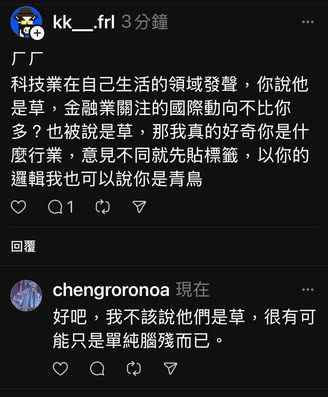 kk__.frl 3分鐘
ㄏㄏ
科技業在自己生活的領域發聲，你說他
是草，金融業關注的國際動向不比你
多？也被說是草，那我真的好奇你是什
麼行業，意見不同就先貼標籤，以你的
邏輯我也可以說你是青鳥
1
回覆
chengroronoa 現在
好吧，我不該說他們是草，很有可
能只是單純腦殘而已。